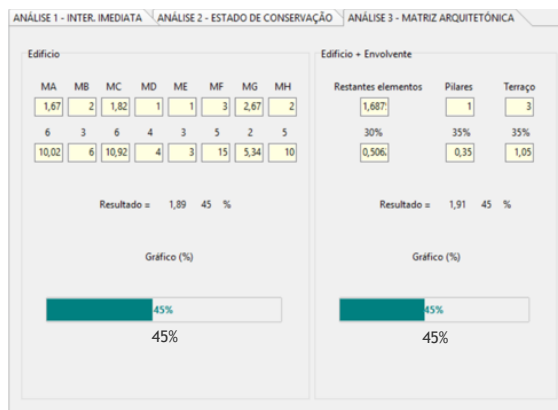 ANÁLISE 1 - INTER. IMEDIATA ANÁLISE 2 - ESTADO DE CONSERVAÇÃO ANÁLISE 3 - MATRIZ ARQUITETÓNICA
Edificio
MA MB MC MD ME MF MG MH
1,67 2 1,82 1 1 3 2,67 2
6 3 6 4 3 5 2 5
10,02 6 10,92 4 3 15 5,34 10
Resultado = 1,89 45 %
Gráfico (%)
45%
45%
Edificio + Envolvente
Restantes elementos Pilares Terraço
1,687 1 3
30% 35% 35%
0,506 0,35 1,05
Resultado = 1,91 45 %
Gráfico (%)
45%
45%